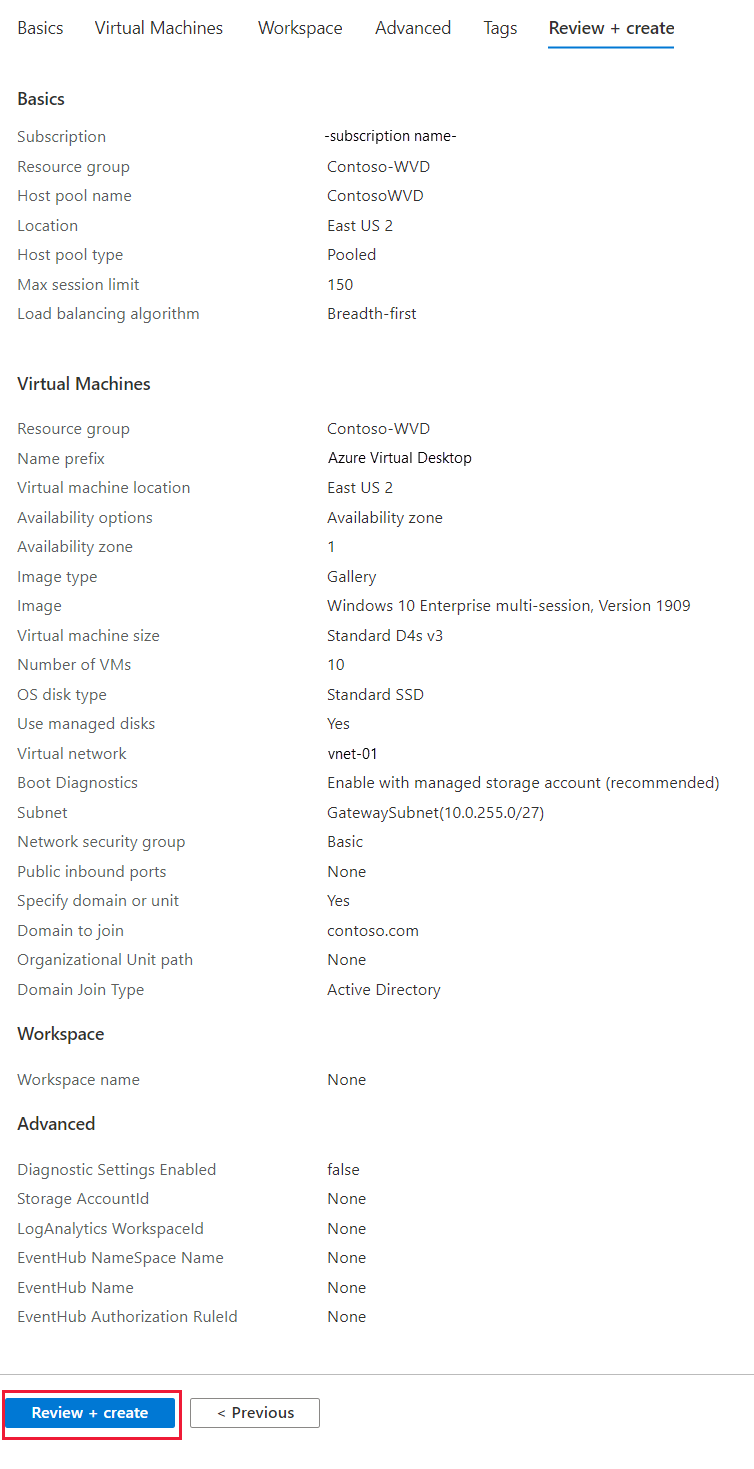 Basics Virtual Machines Workspace Advanced Tags Review + create
Basics
Subscription -subscription name-
Resource group Contoso-WVD
Host pool name ContosoWVD
Location East US 2
Host pool type Pooled
Max session limit 150
Load balancing algorithm Breadth-first
Virtual Machines
Resource group Contoso-WVD
Name prefix Azure Virtual Desktop
Virtual machine location East US 2
Availability options Availability zone
Availability zone 1
Image type Gallery
Image Windows 10 Enterprise multi-session, Version 1909
Virtual machine size Standard D4s v3
Number of VMs 10
OS disk type Standard SSD
Use managed disks Yes
Virtual network vnet-01
Boot Diagnostics Enable with managed storage account (recommended)
Subnet GatewaySubnet(10.0.255.0/27)
Network security group Basic
Public inbound ports None
Specify domain or unit Yes
Domain to join contoso.com
Organizational Unit path None
Domain Join Type Active Directory
Workspace
Workspace name None
Advanced
Diagnostic Settings Enabled false
Storage AccountId None
LogAnalytics WorkspaceId None
EventHub NameSpace Name None
EventHub Name None
EventHub Authorization RuleId None
Review + create < Previous